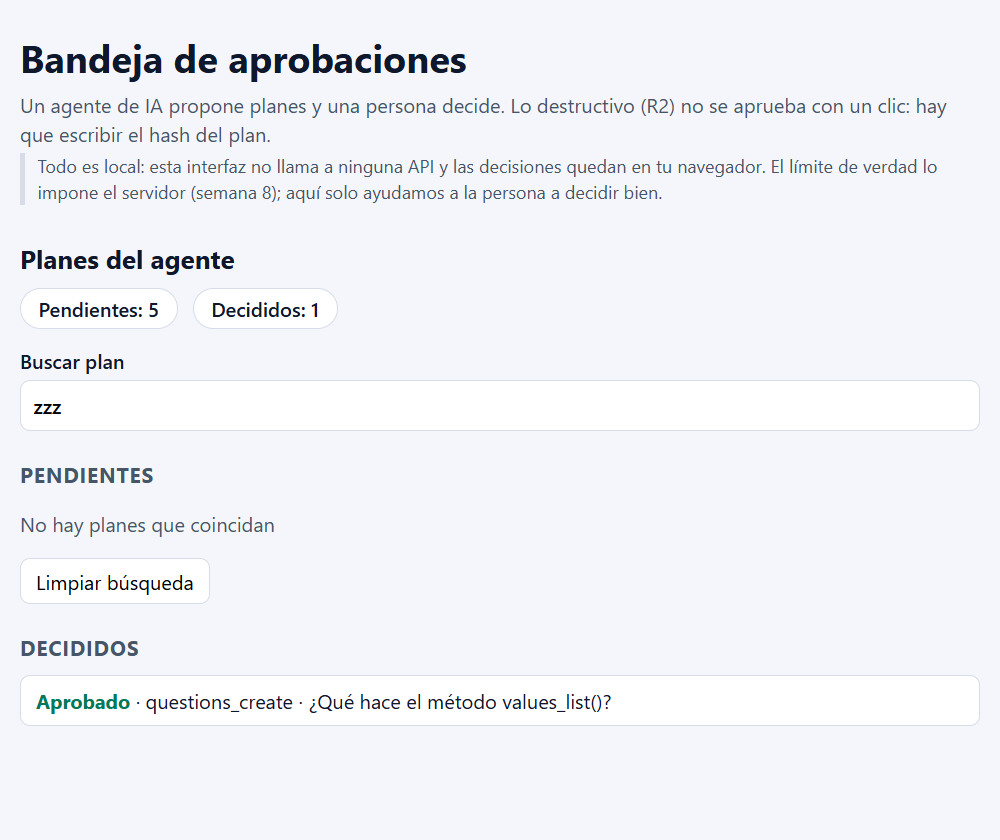 Bandeja de aprobaciones
Un agente de IA propone planes y una persona decide. Lo destructivo (R2) no se aprueba con un clic: hay
que escribir el hash del plan.
Todo es local: esta interfaz no llama a ninguna API y las decisiones quedan en tu navegador. El límite de verdad lo
impone el servidor (semana 8); aquí solo ayudamos a la persona a decidir bien.
Planes del agente
Pendientes: 5
Decididos: 1
Buscar plan
zzz
PENDIENTES
No hay planes que coincidan
Limpiar búsqueda
DECIDIDOS
Aprobado · questions_create · ¿Qué hace el método values_list()?